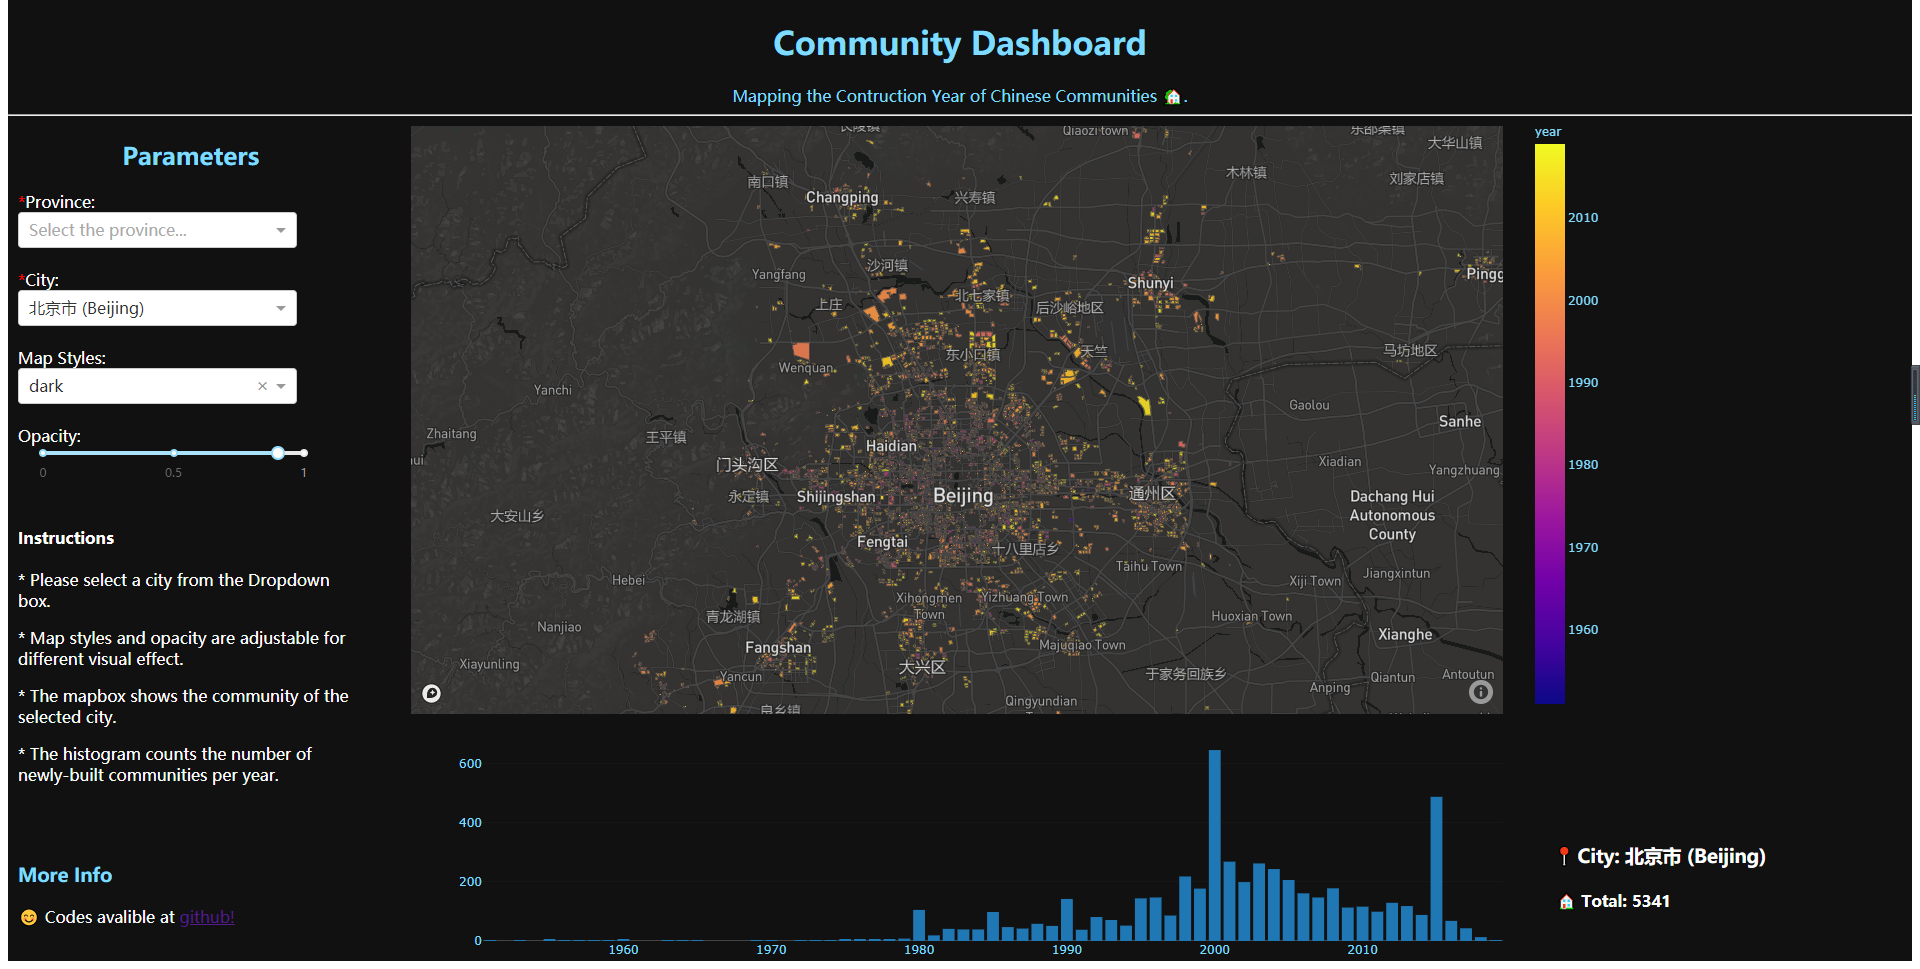 Community Dashboard
Mapping the Contruction Year of Chinese Communities 🏠.
Parameters
*Province:
Select the province...
*City:
北京市 (Beijing)
Map Styles:
dark
×
Opacity:
0 0.5 1
Instructions
* Please select a city from the Dropdown
box.
* Map styles and opacity are adjustable for
different visual effect.
* The mapbox shows the community of the
selected city.
* The histogram counts the number of
newly-built communities per year.
More Info
😊 Codes avalible at github!
长陵镇
Qiaozi town
东邵渠镇
大华山镇
南口镇
Changping
兴寿镇
木林镇
刘家店镇
Yangfang
沙河镇
Shunyi
Pingg
上庄
北七家镇
后沙峪地区
Wenquan
东小口镇
天竺
马坊地区
Yanchi
Gaolou
Zhaitang
王平镇
Haidian
Sanhe
门头沟区
Xiadian
Yangzhuang
永定镇
Shijingshan
Beijing
通州区
Dachang Hui
Autonomous
County
大安山乡
Fengtai
十八里店乡
Taihu Town
Hebei
Xiji Town
Jiangxintun
Xihongmen
Town
Yizhuang Town
青龙湖镇
Huoxian Town
Nanjiao
Xianghe
Fangshan
Majuqiao Town
Xiayunling
Yancun
大兴区
于家务回族乡
Qiantun
Antoutun
Anping
Qingyundian
良乡镇
year
2010
2000
1990
1980
1970
1960
600
400
200
0
1960 1970 1980 1990 2000 2010
📍 City: 北京市 (Beijing)
🏠 Total: 5341